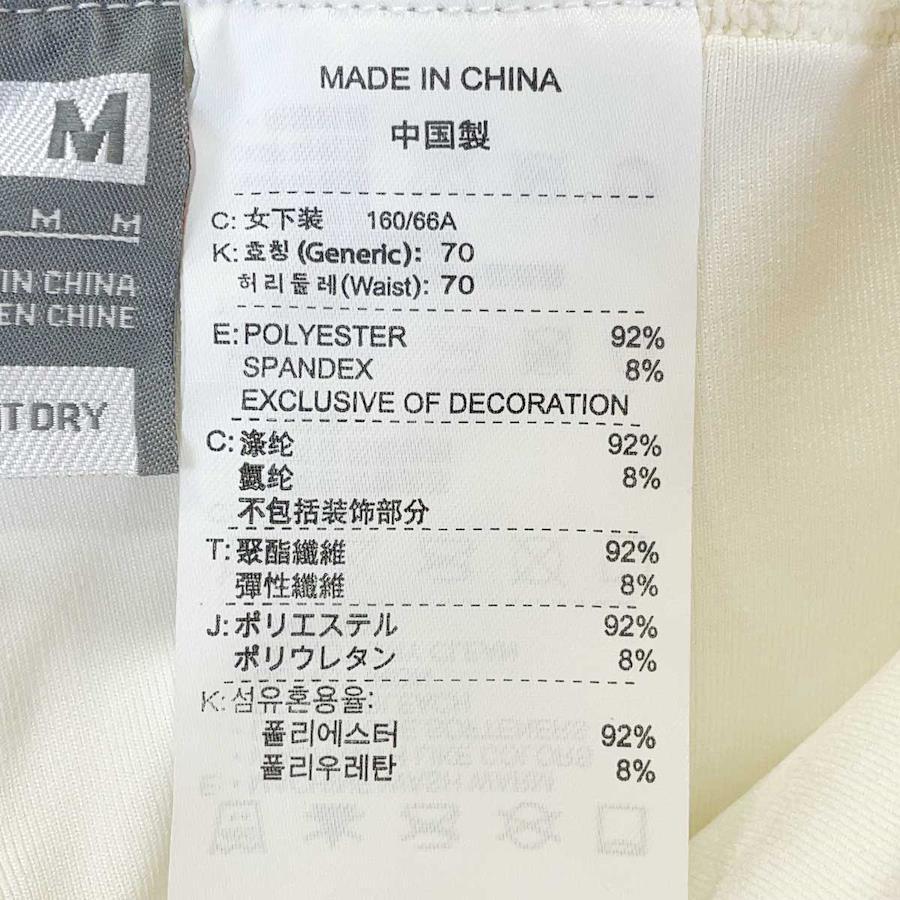 M
M M
IN CHINA
EN CHINE
T DRY
MADE IN CHINA
中国製
C: 女下装 160/66A
K: 호칭 (Generic): 70
허리둘레(Waist): 70
E: POLYESTER 92%
SPANDEX 8%
EXCLUSIVE OF DECORATION
C: 涤纶 92%
氨纶 8%
不包括装饰部分
T: 聚酯纖維 92%
彈性纖維 8%
J: ポリエステル 92%
ポリウレタン 8%
K: 섬유혼용율:
폴리에스터 92%
폴리우레탄 8%